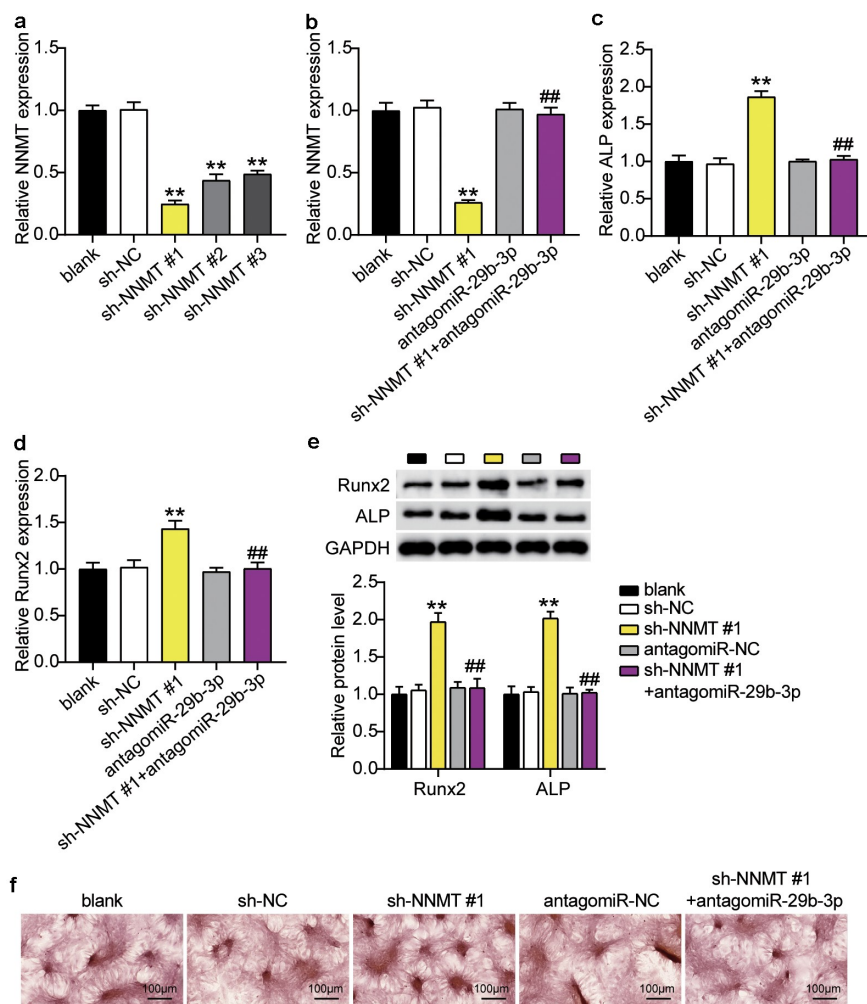 a
Relative NNMT expression
1.5
1.0
0.5
0.0
**
**
**
blank
sh-NC
sh-NNMT #1
sh-NNMT #2
sh-NNMT #3
b
Relative NNMT expression
1.5
1.0
0.5
0.0
**
##
blank
sh-NC
sh-NNMT #1
antagomiR-29b-3p
sh-NNMT #1+antagomiR-29b-3p
c
Relative ALP expression
2.5
2.0
1.5
1.0
0.5
0.0
**
##
blank
sh-NC
sh-NNMT #1
antagomiR-29b-3p
sh-NNMT #1+antagomiR-29b-3p
d
Relative Runx2 expression
2.0
1.5
1.0
0.5
0.0
**
##
blank
sh-NC
sh-NNMT #1
antagomiR-29b-3p
sh-NNMT #1+antagomiR-29b-3p
e
Runx2
ALP
GAPDH
Relative protein level
2.5
2.0
1.5
1.0
2.0
0.0
**
##
**
##
Runx2
ALP
blank
sh-NC
sh-NNMT #1
antagomiR-NC
sh-NNMT #1
+antagomiR-29b-3p
f
blank
sh-NC
sh-NNMT #1
antagomiR-NC
sh-NNMT #1
+antagomiR-29b-3p
100μm
100μm
100μm
100μm
100μm